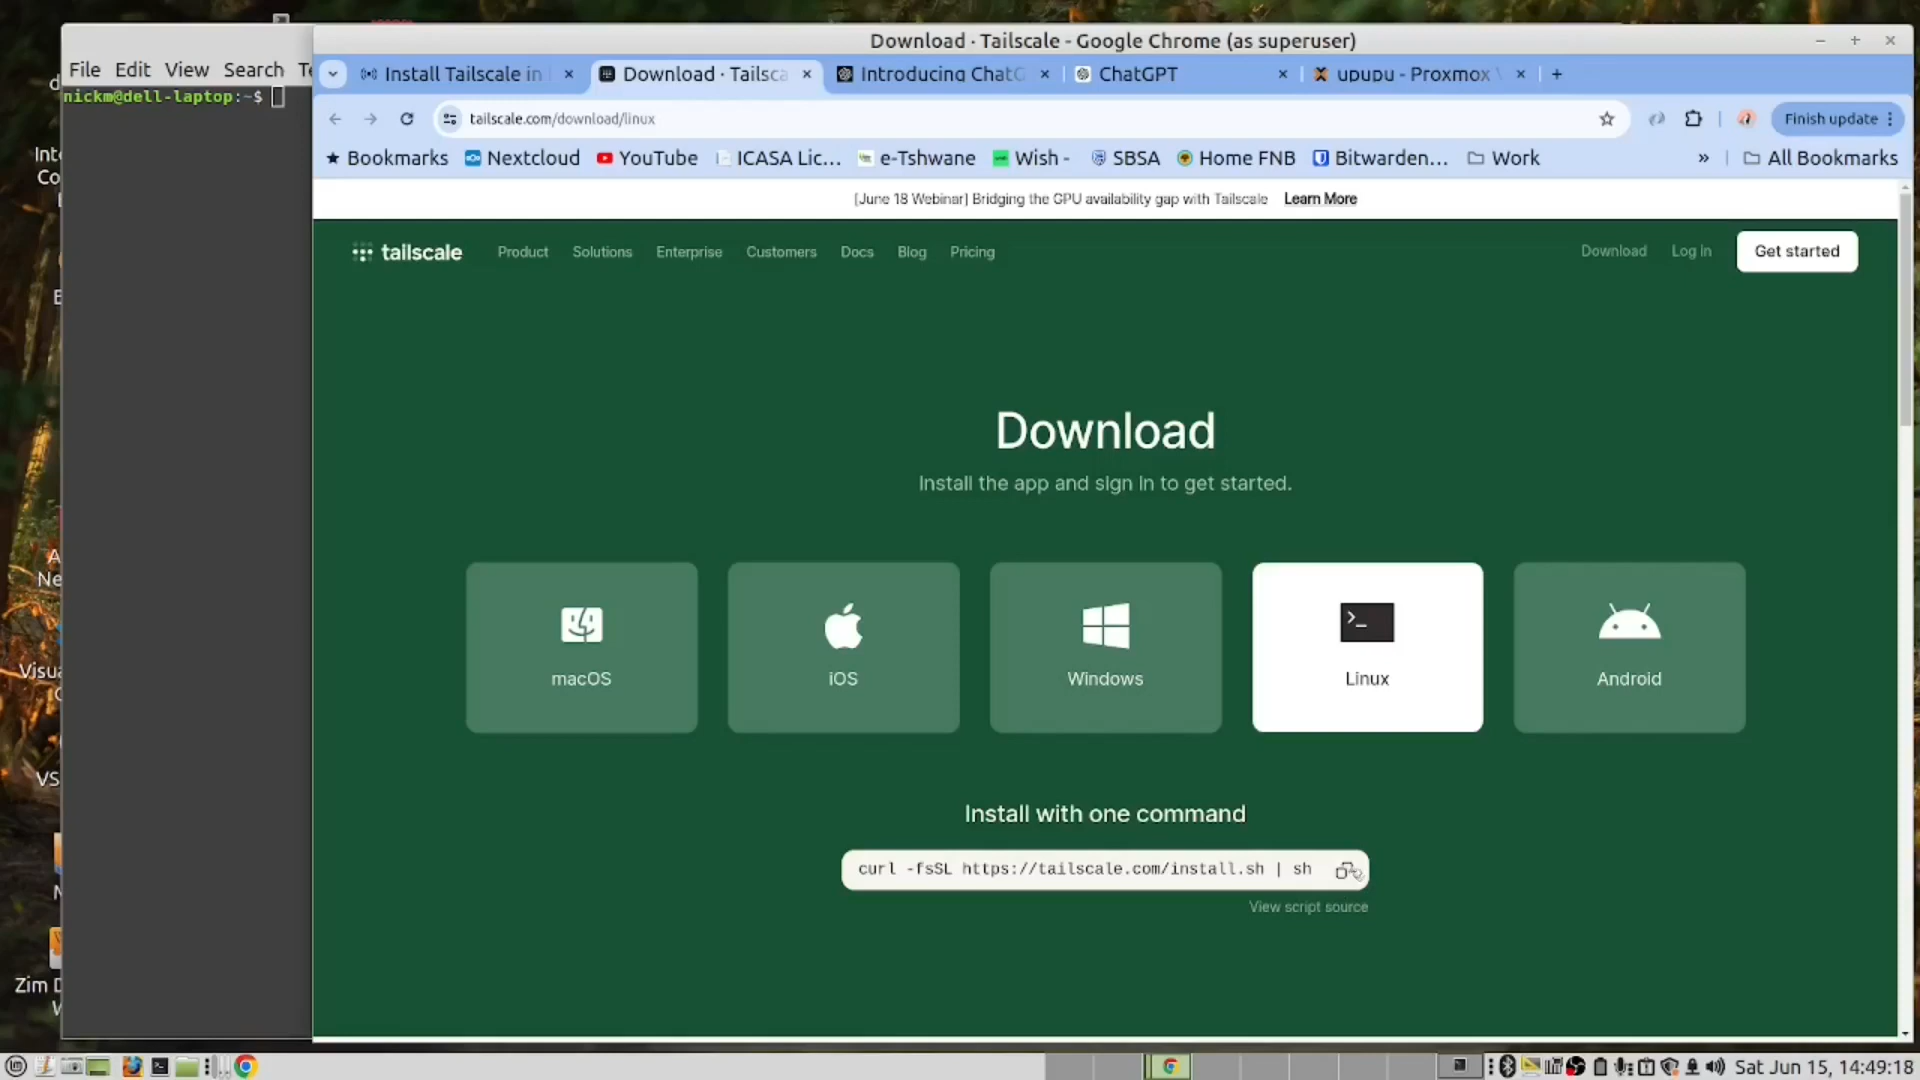 Download · Tailscale - Google Chrome (as superuser)
File Edit View Search
nickm@dell-laptop:~$
Install Tailscale in
Download · Tailsca
Introducing ChatG
ChatGPT
upupu - Proxmox
tailscale.com/download/linux
Finish update
Bookmarks Nextcloud YouTube ICASA Lic... e-Tshwane Wish - SBSA Home FNB Bitwarden... Work » All Bookmarks
[June 18 Webinar] Bridging the GPU availability gap with Tailscale Learn More
tailscale Product Solutions Enterprise Customers Docs Blog Pricing Download Log in Get started
Download
Install the app and sign in to get started.
macOS iOS Windows Linux Android
Install with one command
curl -fsSL https://tailscale.com/install.sh | sh
View script source
Zim D
Sat Jun 15, 14:49:18